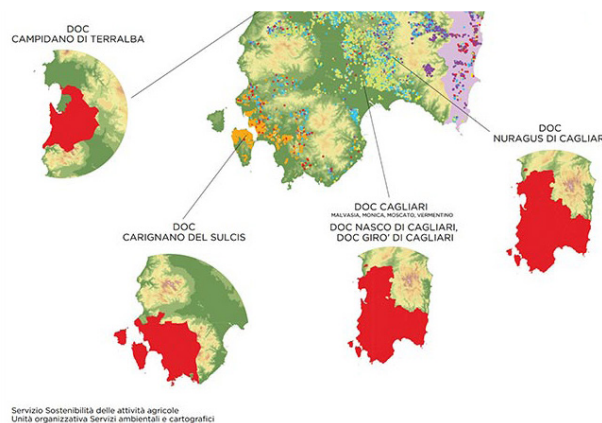 DOC
CAMPIDANO DI TERRALBA
DOC
NURAGUS DI CAGLIARI
DOC CAGLIARI
MALVASIA, MONICA, MOSCATO, VERMENTINO
DOC NASCO DI CAGLIARI,
DOC GIRO' DI CAGLIARI
DOC
CARIGNANO DEL SULCIS
Servizio Sostenibilità delle attività agricole
Unità organizzativa Servizi ambientali e cartografici